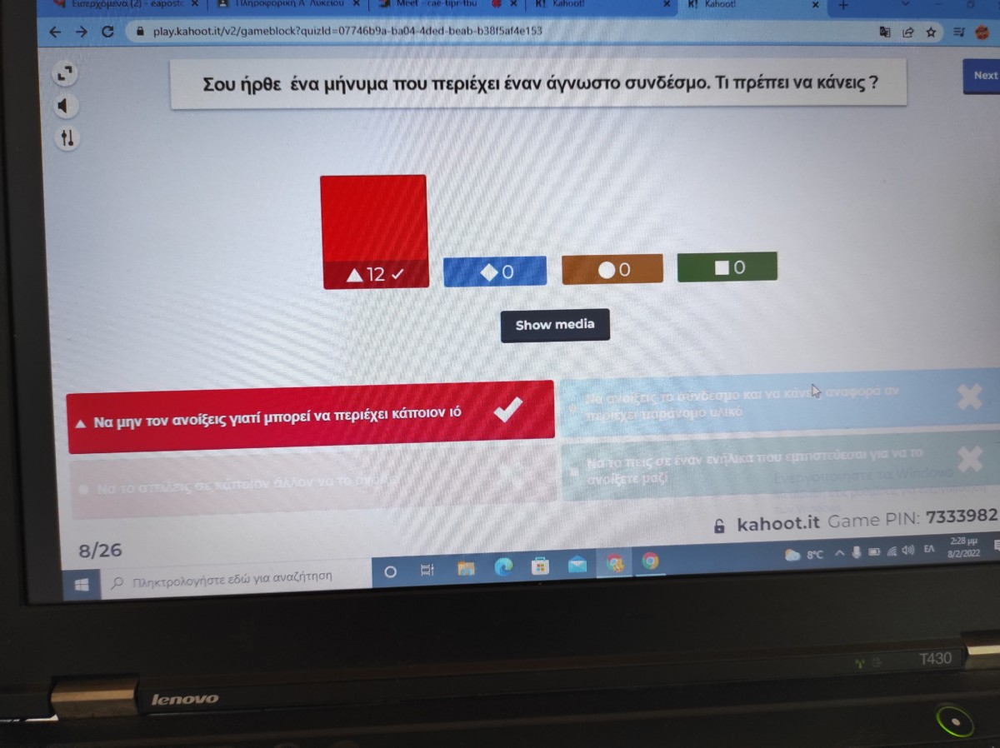 Εισερχόμενα (2) - eaposto
Πληροφορική Α' Λυκείου
Meet - cae-tipr-tbu
K! Kahoot!
K! Kahoot!
play.kahoot.it/v2/gameblock?quizId=07746b9a-ba04-4ded-beab-b38f5af4e153
Σου ήρθε ένα μήνυμα που περιέχει έναν άγνωστο συνδέσμο. Τι πρέπει να κάνεις ?
Next
12
0
0
0
Show media
Να μην τον ανοίξεις γιατί μπορεί να περιέχει κάποιον ιό
Να ανοίξεις το σύνδεσμο και να κάνεις αναφορά αν
περιέχει παράνομο υλικό
Να το στείλεις σε κάποιον άλλον να το
Να το πεις σε έναν ενήλικα που εμπιστεύεσαι για να το
ανοίξετε μαζί
Ενεργοποιήστε τα Windows
kahoot.it Game PIN: 7333982
8/26
Πληκτρολογήστε εδώ για αναζήτηση
8°C
ΕΛ
2:28 μμ
8/2/2022
T430
lenovo